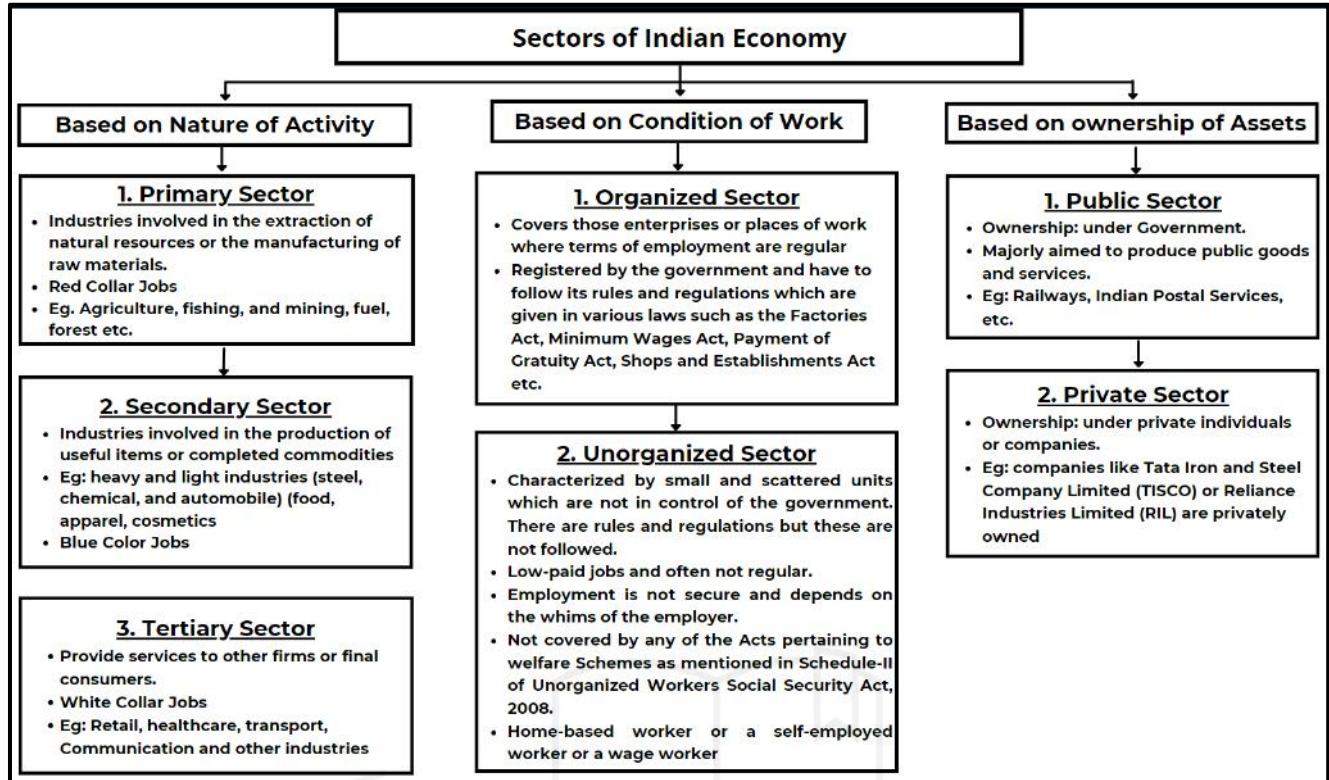 Sectors of Indian Economy
Based on Nature of Activity
1. Primary Sector
• Industries involved in the extraction of
natural resources or the manufacturing of
raw materials.
• Red Collar Jobs
• Eg. Agriculture, fishing, and mining, fuel,
forest etc.
2. Secondary Sector
• Industries involved in the production of
useful items or completed commodities
• Eg: heavy and light industries (steel,
chemical, and automobile) (food,
apparel, cosmetics
• Blue Color Jobs
3. Tertiary Sector
• Provide services to other firms or final
consumers.
• White Collar Jobs
• Eg: Retail, healthcare, transport,
Communication and other industries
Based on Condition of Work
1. Organized Sector
• Covers those enterprises or places of work
where terms of employment are regular
• Registered by the government and have to
follow its rules and regulations which are
given in various laws such as the Factories
Act, Minimum Wages Act, Payment of
Gratuity Act, Shops and Establishments Act
etc.
2. Unorganized Sector
• Characterized by small and scattered units
which are not in control of the government.
There are rules and regulations but these are
not followed.
• Low-paid jobs and often not regular.
• Employment is not secure and depends on
the whims of the employer.
• Not covered by any of the Acts pertaining to
welfare Schemes as mentioned in Schedule-II
of Unorganized Workers Social Security Act,
2008.
• Home-based worker or a self-employed
worker or a wage worker
Based on ownership of Assets
1. Public Sector
• Ownership: under Government.
• Majorly aimed to produce public goods
and services.
• Eg: Railways, Indian Postal Services,
etc.
2. Private Sector
• Ownership: under private individuals
or companies.
• Eg: companies like Tata Iron and Steel
Company Limited (TISCO) or Reliance
Industries Limited (RIL) are privately
owned